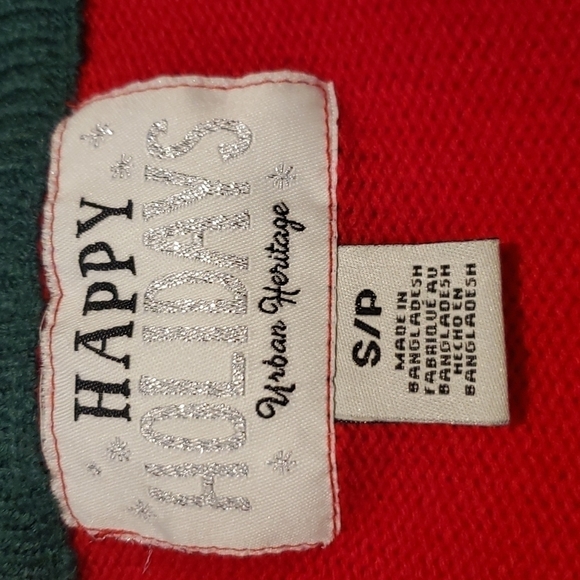 HAPPY
HOLIDAYS
Urban Heritage
S/P
MADE IN
BANGLADESH
FABRIQUÉ AU
BANGLADESH
HECHO EN
BANGLADESH